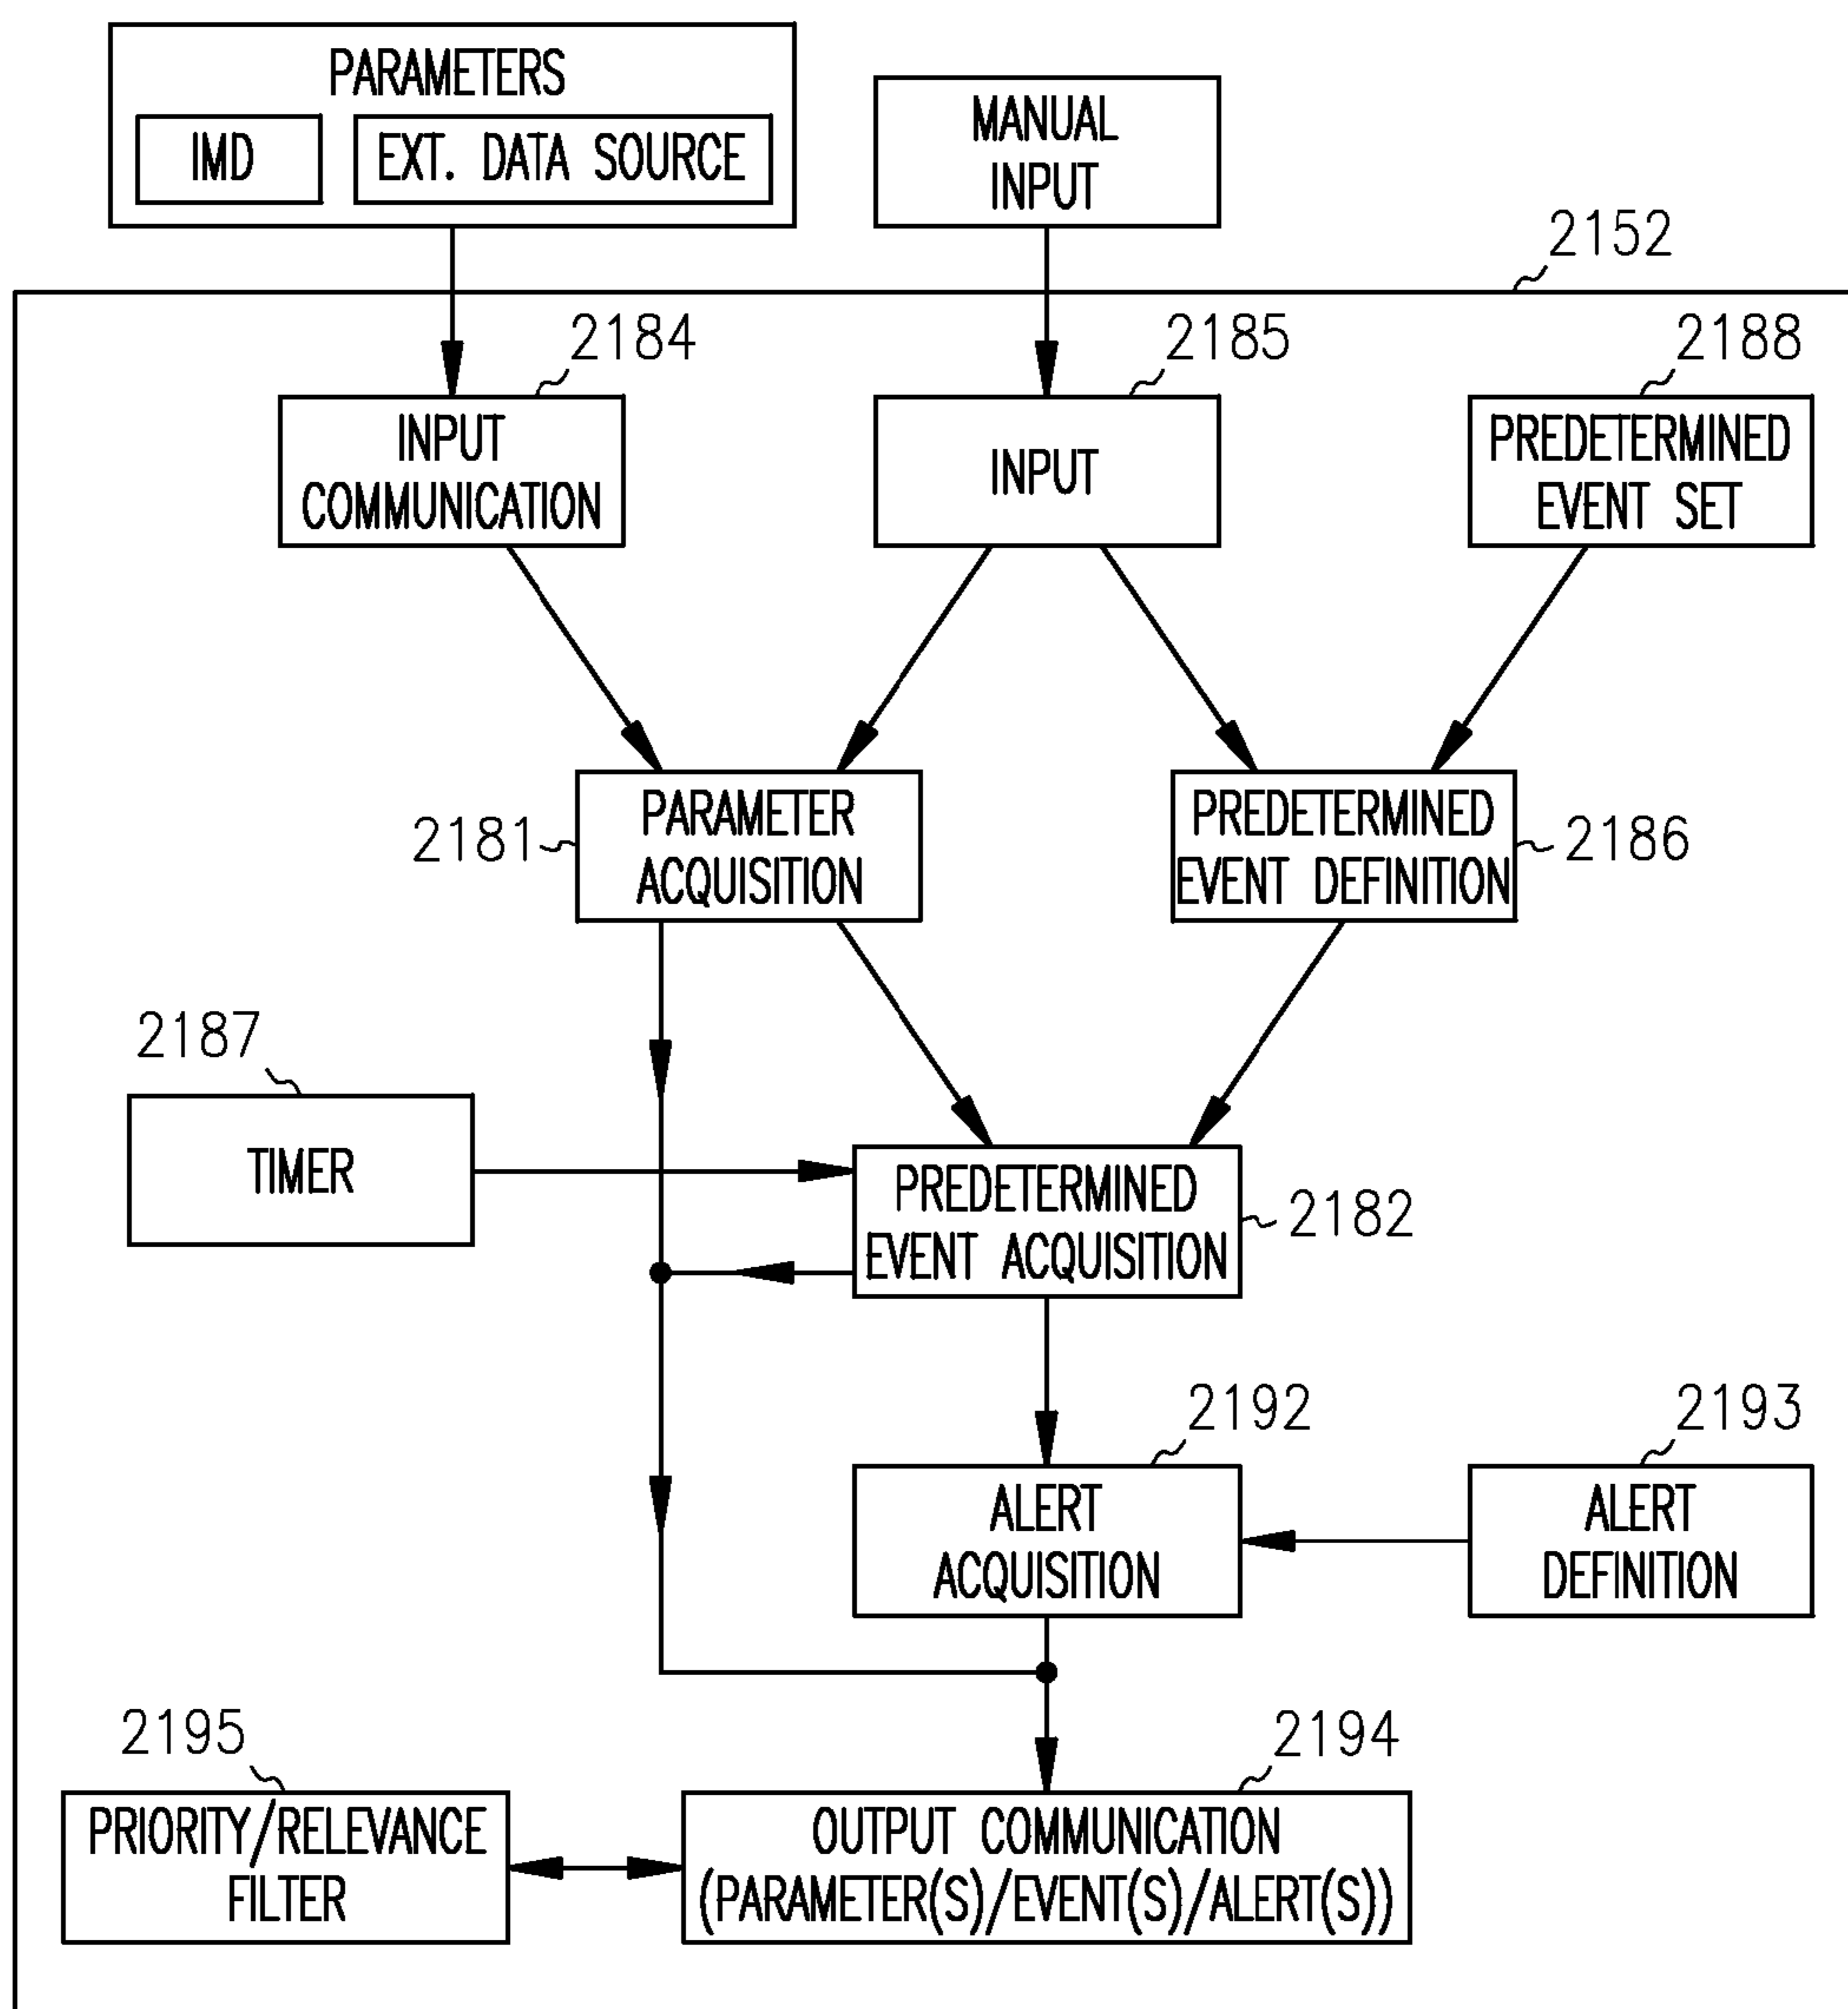 PARAMETERS
IMD
EXT. DATA SOURCE
MANUAL
INPUT
2152
2184
2185
2188
INPUT
COMMUNICATION
INPUT
PREDETERMINED
EVENT SET
2181
PARAMETER
ACQUISITION
PREDETERMINED
EVENT DEFINITION
2186
2187
TIMER
PREDETERMINED
EVENT ACQUISITION
2182
2192
2193
ALERT
ACQUISITION
ALERT
DEFINITION
2195
2194
PRIORITY/RELEVANCE
FILTER
OUTPUT COMMUNICATION
(PARAMETER(S)/EVENT(S)/ALERT(S))